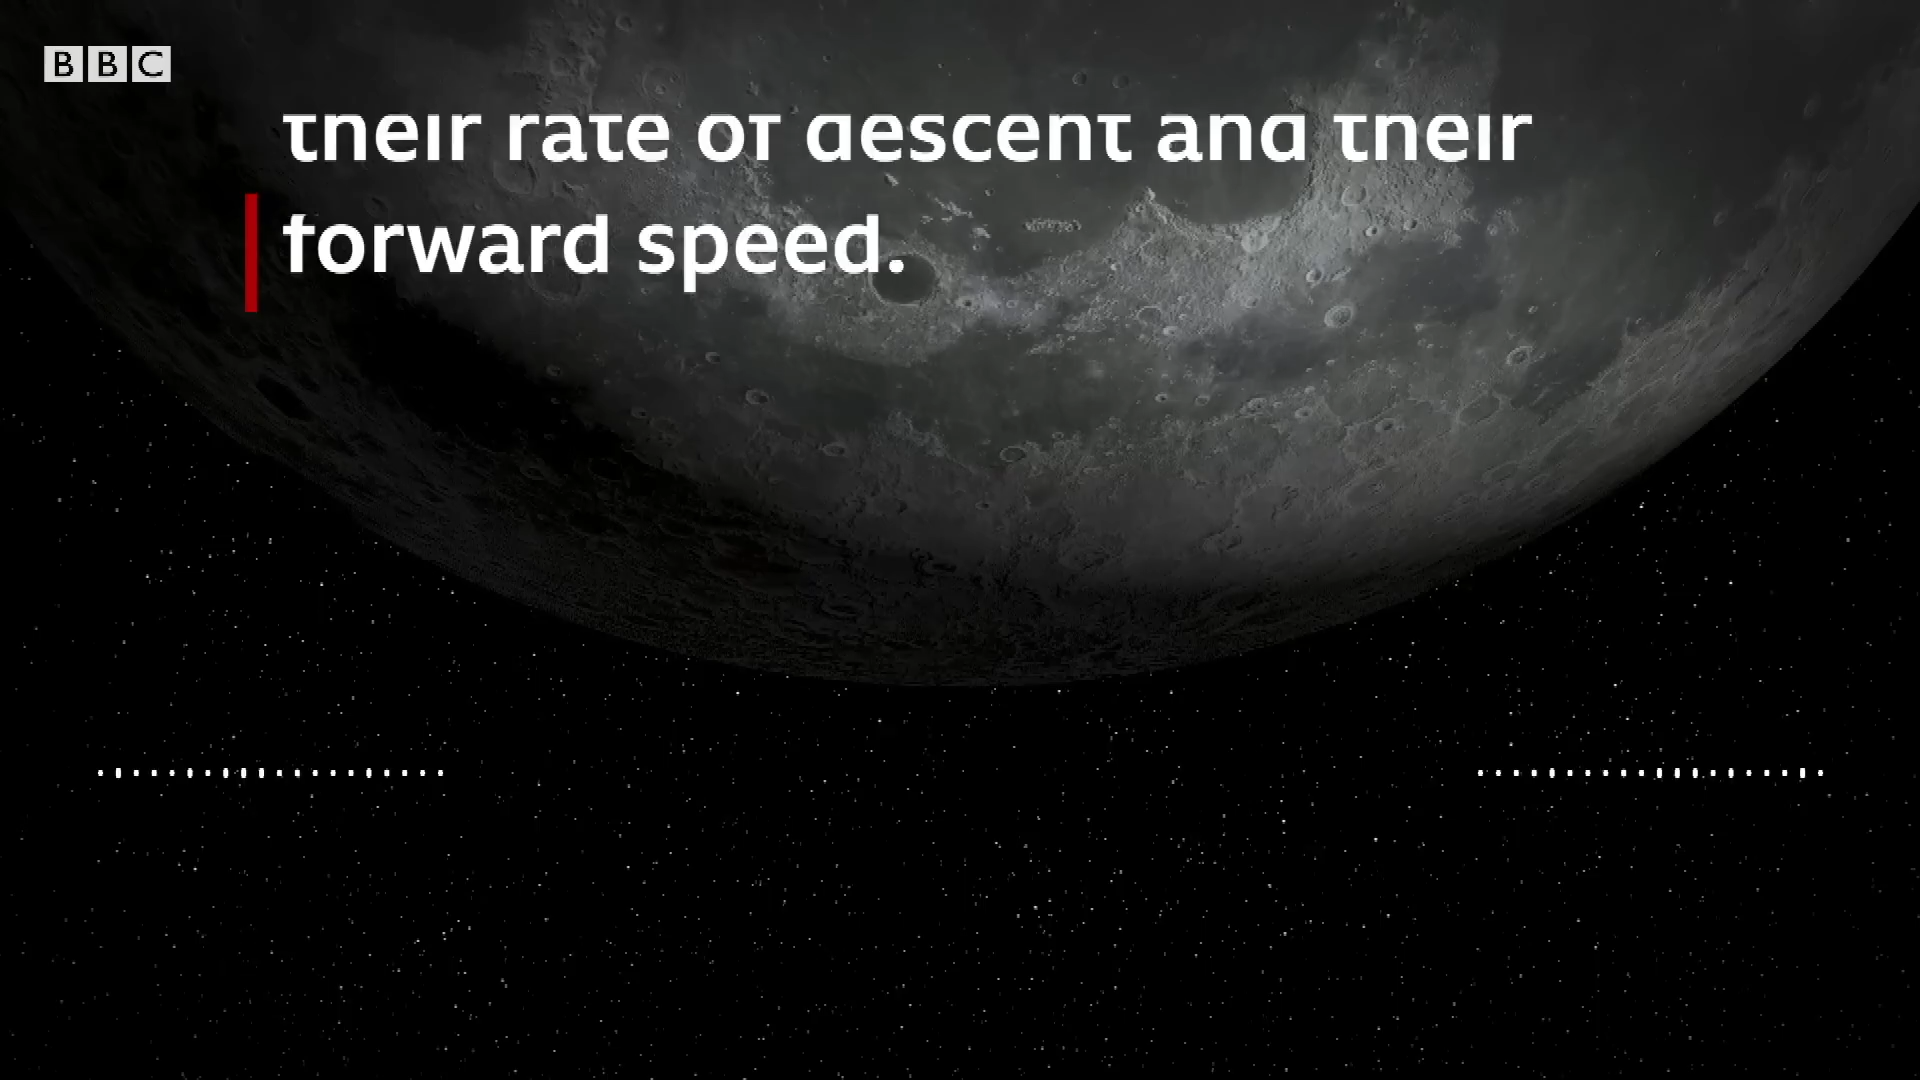 BBC
their rate of descent and their
forward speed.